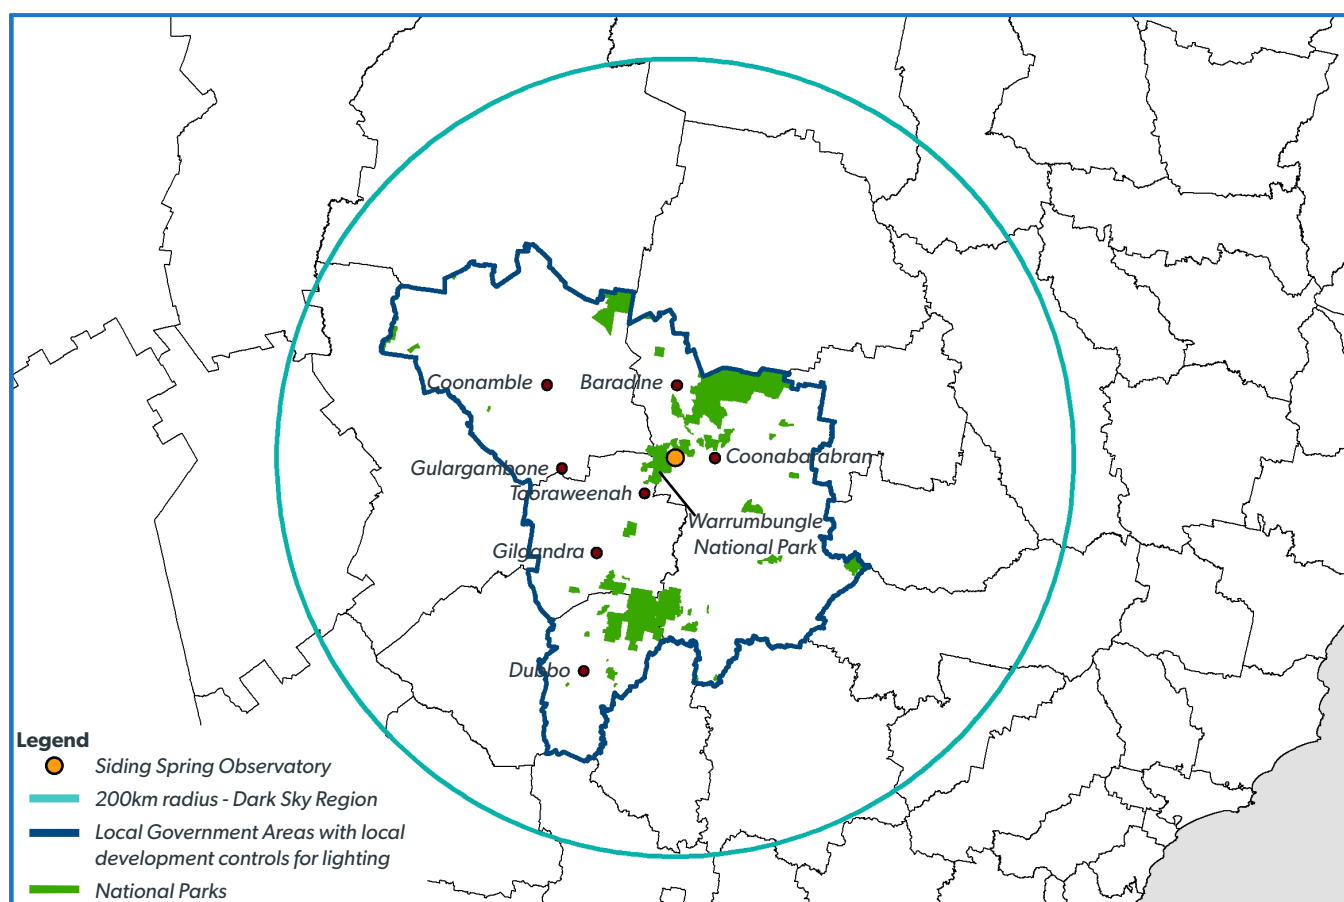 Coonamble
Baradine
Gulargambone
Coonabarabran
Tooraweenah
Warrumbungle
National Park
Gilgandra
Dubbo
Legend
Siding Spring Observatory
200km radius - Dark Sky Region
Local Government Areas with local
development controls for lighting
National Parks